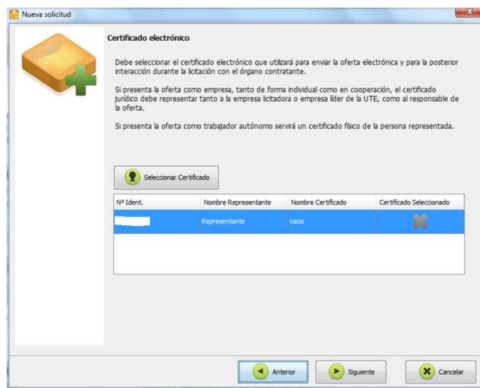 Nueva solicitud
Certificado electrónico
Debe seleccionar el certificado electrónico que utilizará para enviar la oferta electrónica y para la posterior
interacción durante la licitación con el órgano contratante.
Si presenta la oferta como empresa, tanto de forma individual como en cooperación, el certificado
jurídico debe representar tanto a la empresa licitadora o empresa líder de la UTE, como al responsable de
la oferta.
Si presenta la oferta como trabajador autónomo servirá un certificado físico de la persona representada.
Seleccionar Certificado
Nº Ident. Nombre Representante Nombre Certificado Certificado Seleccionado
Representante vacio
Anterior Siguiente Cancelar